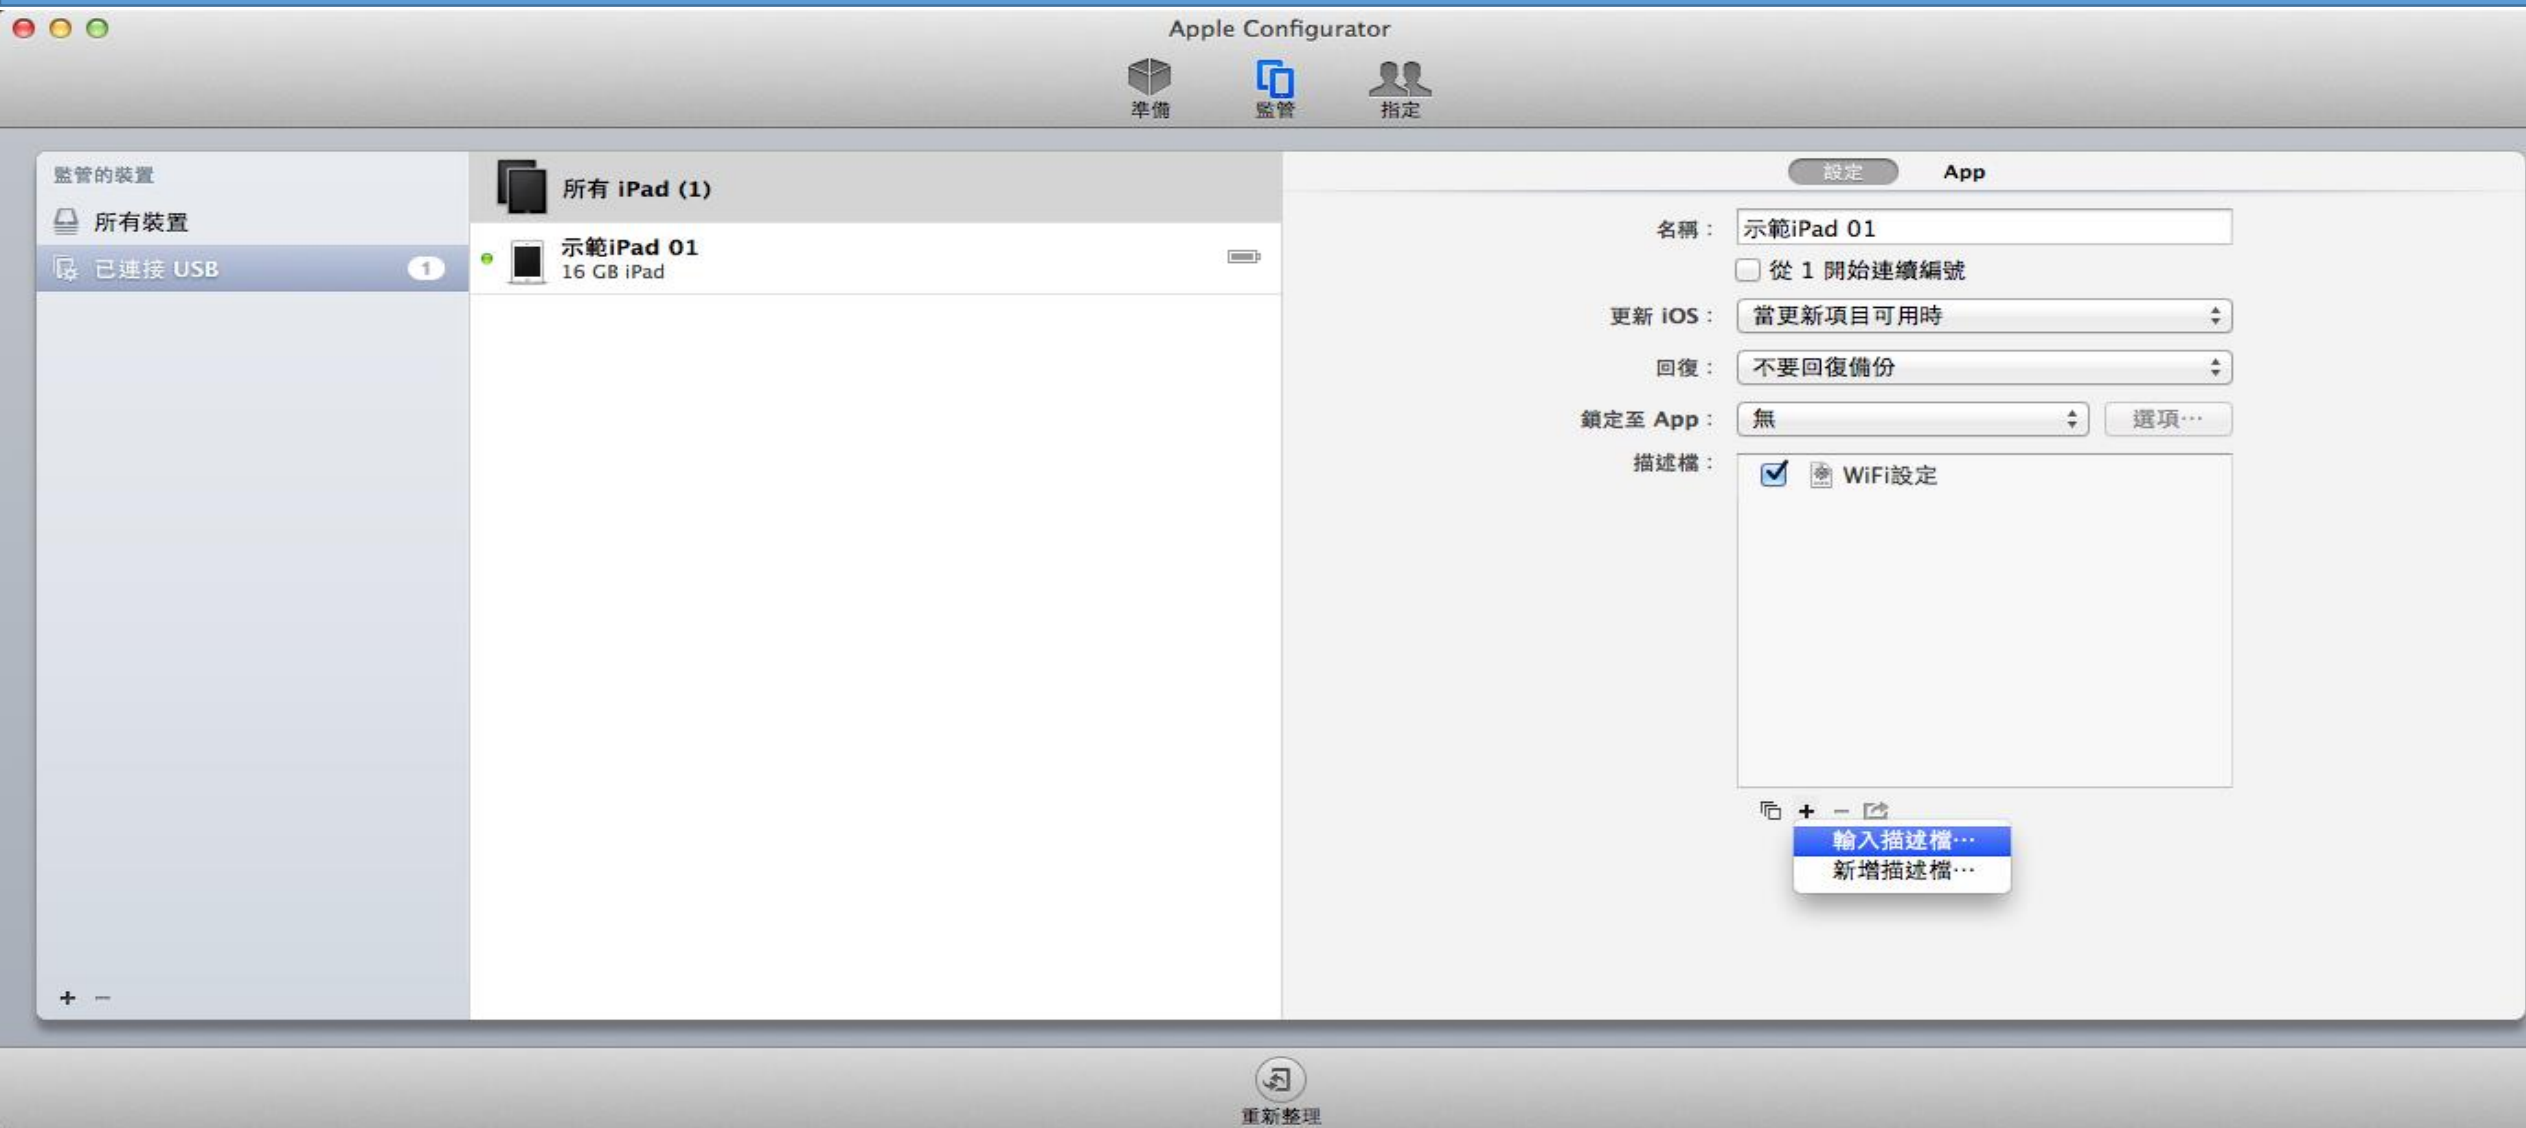 Apple Configurator
準備
監管
指定
監管的裝置
所有裝置
已連接 USB
1
所有 iPad (1)
示範iPad 01
16 GB iPad
設定
App
名稱：
示範iPad 01
從 1 開始連續編號
更新 iOS：
當更新項目可用時
回復：
不要回復備份
鎖定至 App：
無
選項…
描述檔：
WiFi設定
輸入描述檔…
新增描述檔…
重新整理